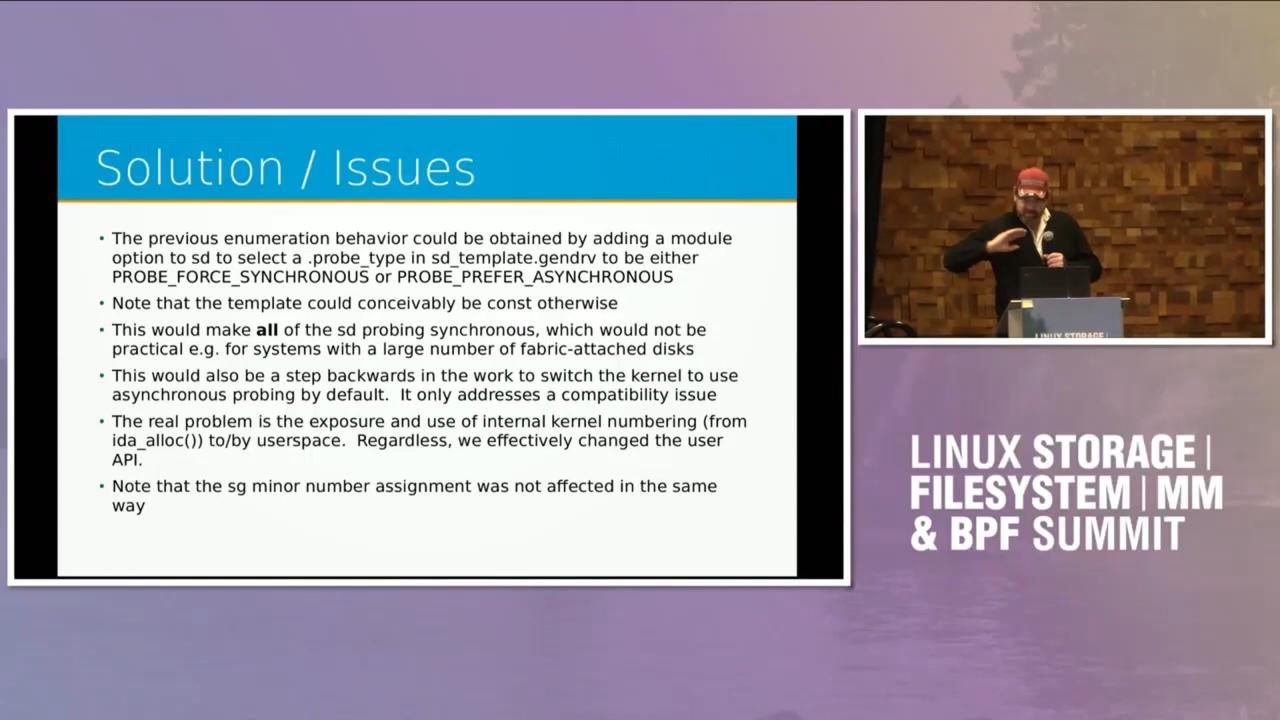 Solution / Issues
• The previous enumeration behavior could be obtained by adding a module
option to sd to select a .probe_type in sd_template.gendrv to be either
PROBE_FORCE_SYNCHRONOUS or PROBE_PREFER_ASYNCHRONOUS
• Note that the template could conceivably be const otherwise
• This would make all of the sd probing synchronous, which would not be
practical e.g. for systems with a large number of fabric-attached disks
• This would also be a step backwards in the work to switch the kernel to use
asynchronous probing by default.  It only addresses a compatibility issue
• The real problem is the exposure and use of internal kernel numbering (from
ida_alloc()) to/by userspace.  Regardless, we effectively changed the user
API.
• Note that the sg minor number assignment was not affected in the same
way
LINUX STORAGE|
LINUX STORAGE|
FILESYSTEM|MM
& BPF SUMMIT